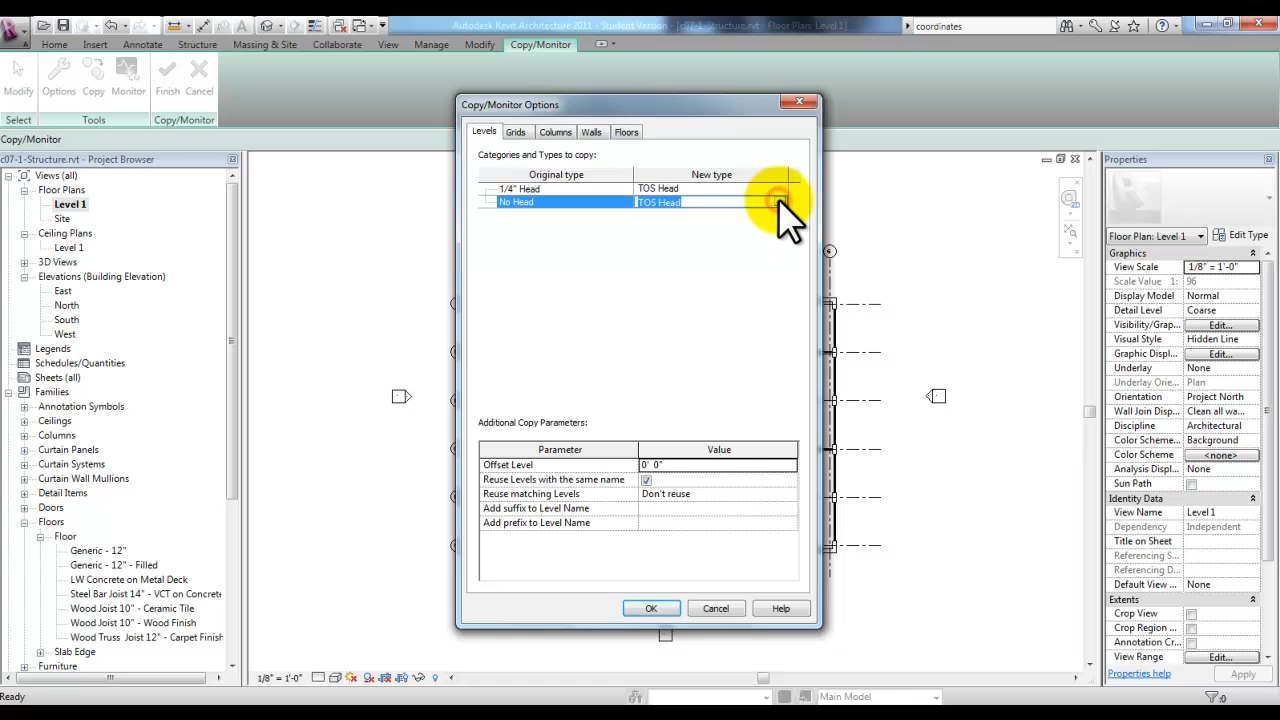 Autodesk Revit Architecture 2011 - Student Version - [c07-1-Structure.rvt - Floor Plan: Level 1]
coordinates
Home Insert Annotate Structure Massing & Site Collaborate View Manage Modify Copy/Monitor
Modify Options Copy Monitor Finish Cancel
Select Tools Copy/Monitor
Copy/Monitor
c07-1-Structure.rvt - Project Browser
Views (all)
Floor Plans
Level 1
Site
Ceiling Plans
Level 1
3D Views
Elevations (Building Elevation)
East
North
South
West
Legends
Schedules/Quantities
Sheets (all)
Families
Annotation Symbols
Ceilings
Columns
Curtain Panels
Curtain Systems
Curtain Wall Mullions
Detail Items
Doors
Floors
Floor
Generic - 12"
Generic - 12" - Filled
LW Concrete on Metal Deck
Steel Bar Joist 14" - VCT on Concrete
Wood Joist 10" - Ceramic Tile
Wood Joist 10" - Wood Finish
Wood Truss Joist 12" - Carpet Finish
Slab Edge
Furniture
Copy/Monitor Options
Levels Grids Columns Walls Floors
Categories and Types to copy:
Original type New type
1/4" Head TOS Head
No Head TOS Head
Additional Copy Parameters:
Parameter Value
Offset Level 0' 0"
Reuse Levels with the same name
Reuse matching Levels Don't reuse
Add suffix to Level Name
Add prefix to Level Name
OK Cancel Help
2D
Properties
Floor Plan: Level 1 Edit Type
Graphics
View Scale 1/8" = 1'-0"
Scale Value 1: 96
Display Model Normal
Detail Level Coarse
Visibility/Grap... Edit...
Visual Style Hidden Line
Graphic Displ... Edit...
Underlay None
Underlay Orie... Plan
Orientation Project North
Wall Join Disp... Clean all wa...
Discipline Architectural
Color Scheme... Background
Color Scheme <none>
Analysis Displ... None
Sun Path
Identity Data
View Name Level 1
Dependency Independent
Title on Sheet
Referencing S...
Referencing D...
Default View ... None
Extents
Crop View
Crop Region ...
Annotation Cr...
View Range Edit...
Properties help Apply
1/8" = 1'-0"
Ready
Main Model
:0